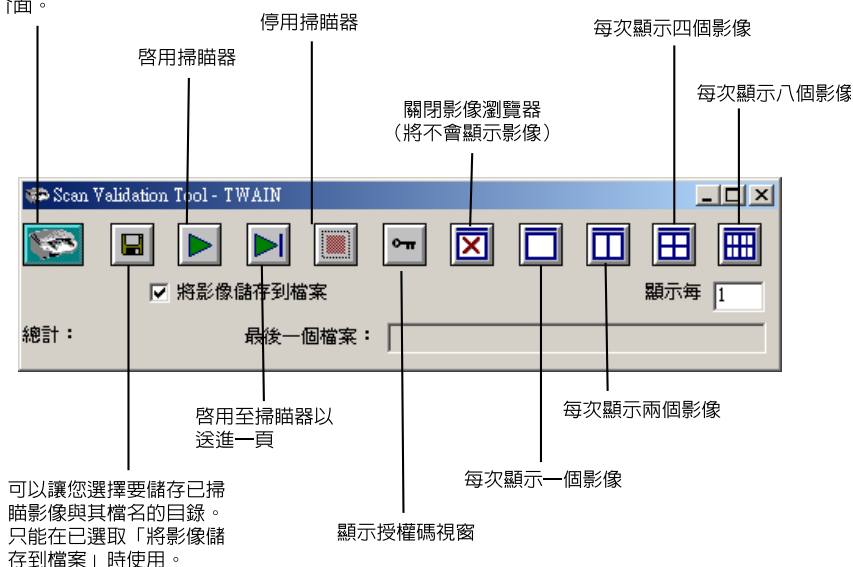 面。
停用掃瞄器
每次顯示四個影像
啓用掃瞄器
每次顯示八個影像
關閉影像瀏覽器
（將不會顯示影像）
Scan Validation Tool - TWAIN
將影像儲存到檔案
顯示每 1
總計：
最後一個檔案：
啓用至掃瞄器以
送進一頁
每次顯示兩個影像
每次顯示一個影像
可以讓您選擇要儲存已掃
瞄影像與其檔名的目錄。
只能在已選取「將影像儲
存到檔案」時使用。
顯示授權碼視窗